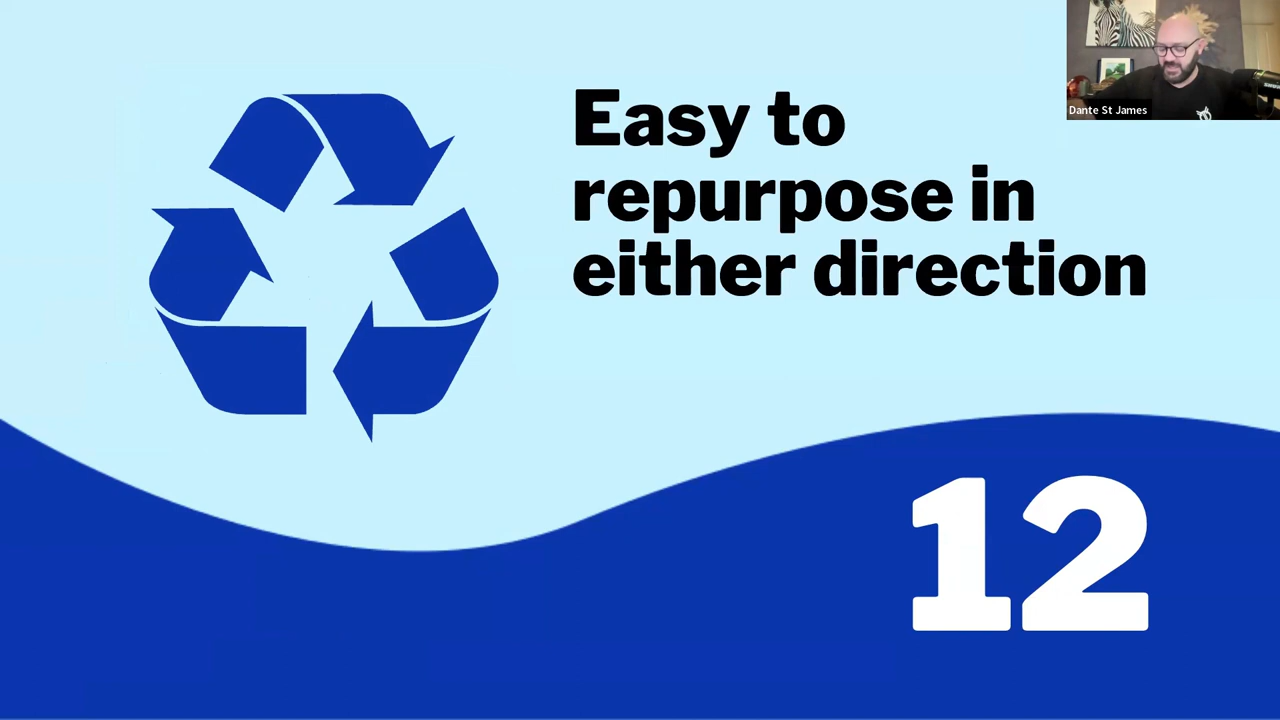 Easy to
repurpose in
either direction
Dante St James
12